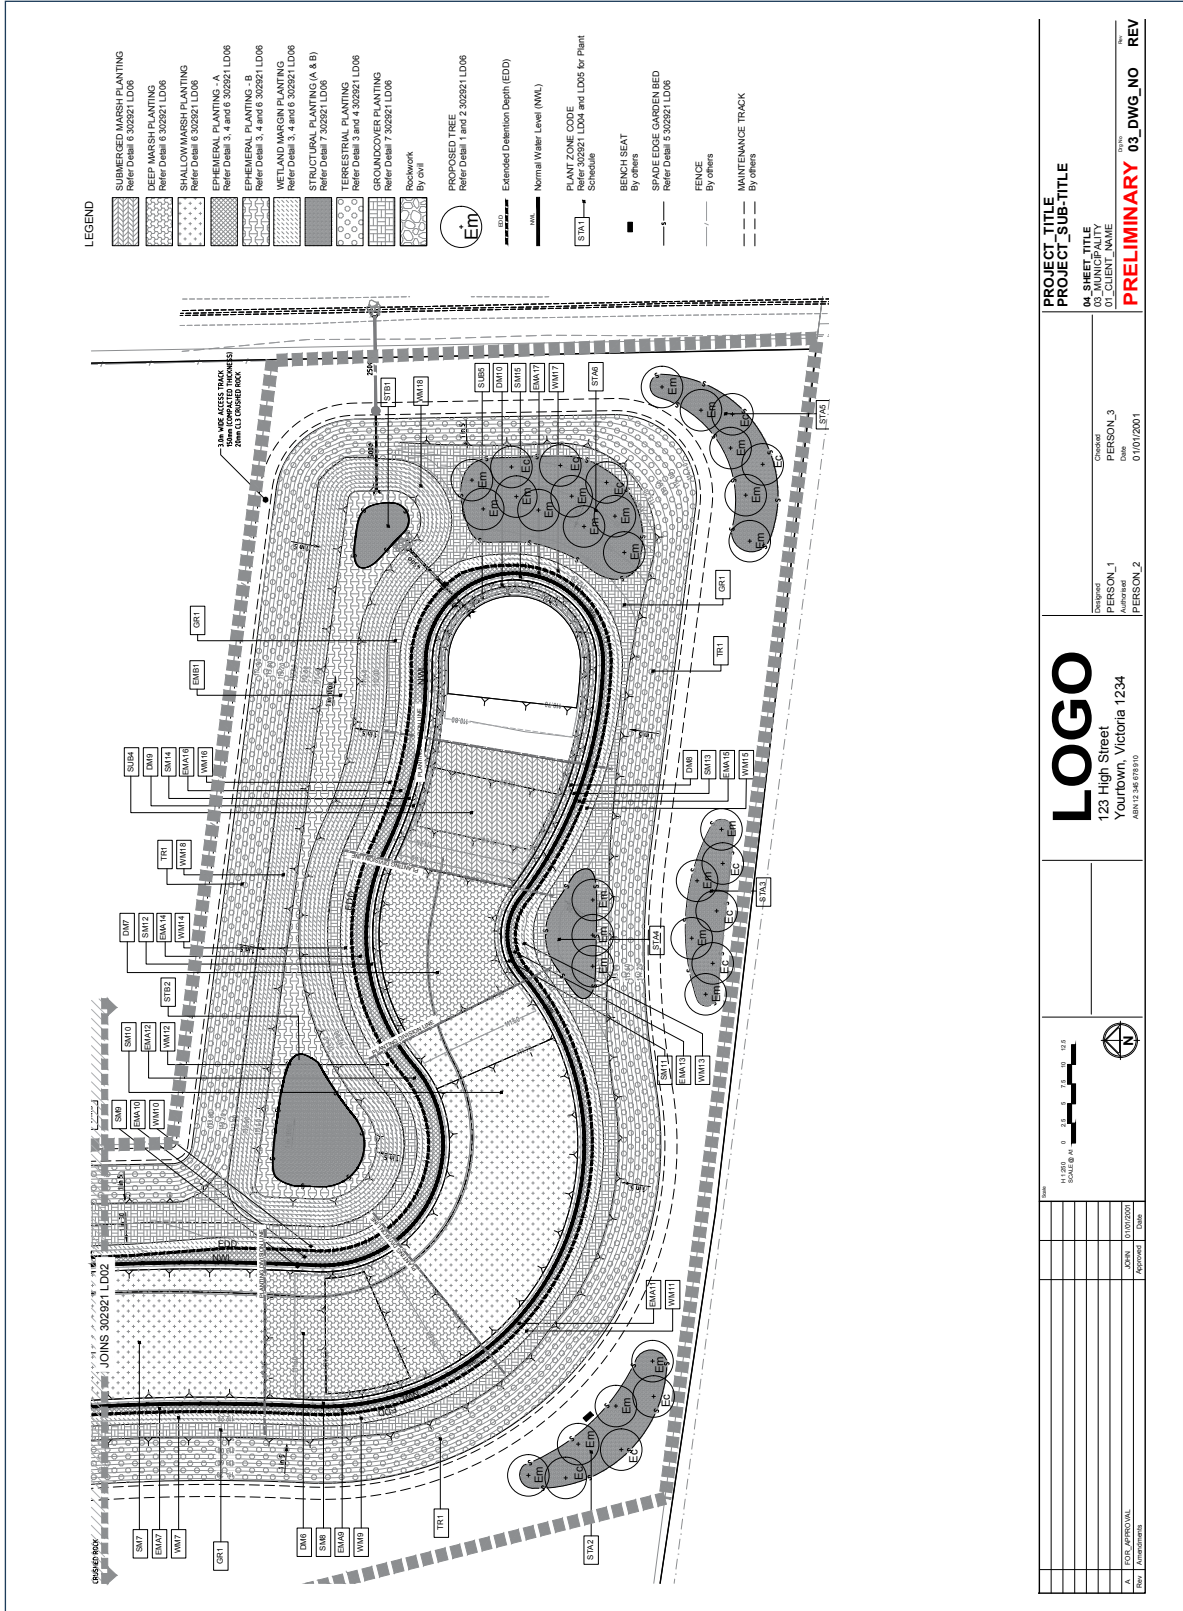 LEGEND
SUBMERGED MARSH PLANTING
Refer Detail 6 302921 LD06
DEEP MARSH PLANTING
Refer Detail 6 302921 LD06
SHALLOW MARSH PLANTING
Refer Detail 6 302921 LD06
EPHEMERAL PLANTING - A
Refer Detail 3, 4 and 6 302921 LD06
EPHEMERAL PLANTING - B
Refer Detail 3, 4 and 6 302921 LD06
WETLAND MARGIN PLANTING
Refer Detail 3, 4 and 6 302921 LD06
STRUCTURAL PLANTING (A & B)
Refer Detail 7 302921 LD06
TERRESTRIAL PLANTING
Refer Detail 3 and 4 302921 LD06
GROUNDCOVER PLANTING
Refer Detail 7 302921 LD06
Rockwork
By civil
Em
PROPOSED TREE
Refer Detail 1 and 2 302921 LD06
EDD
Extended Detention Depth (EDD)
NWL
Normal Water Level (NWL)
STA1
PLANT ZONE CODE
Refer 302921 LD04 and LD005 for Plant
Schedule
BENCH SEAT
By others
S
SPADE EDGE GARDEN BED
Refer Detail 5 302921 LD06
FENCE
By others
MAINTENANCE TRACK
By others
3.0m WIDE ACCESS TRACK
150mm (COMPACTED THICKNESS)
20mm CL3 CRUSHED ROCK
STB1
WM18
SUB5
DM10
SM15
EMA17
WM17
STA6
STA5
GR1
EMB1
GR1
TR1
SUB4
DM9
SM14
EMA16
WM16
DM8
SM13
EMA15
WM15
TR1
WM18
DM7
SM12
EMA14
WM14
STA3
STA4
STB2
SM10
EMA12
WM12
SM11
EMA13
WM13
SM9
EMA10
WM10
EMA11
WM11
JOINS 302921 LD02
EDD
NWL
PLANTING DIVISION LINE
SM7
EMA7
WM7
GR1
DM6
SM8
EMA9
WM9
TR1
STA2
CRUSHED ROCK
Em
Ec
PROJECT_TITLE
PROJECT_SUB-TITLE
04_SHEET_TITLE
03_MUNICIPALITY
01_CLIENT_NAME
PRELIMINARY
Dg No
03_DWG_NO
Rev
REV
Designed
PERSON_1
Authorised
PERSON_2
Checked
PERSON_3
Date
01/01/2001
LOGO
123 High Street
Yourtown, Victoria 1234
ABN 12 345 678 910
N
Scale
H 1:250
SCALE @ A1
0 2.5 5 7.5 10 12.5
A FOR_APPROVAL JOHN 01/01/2001
Rev Amendments Approved Date